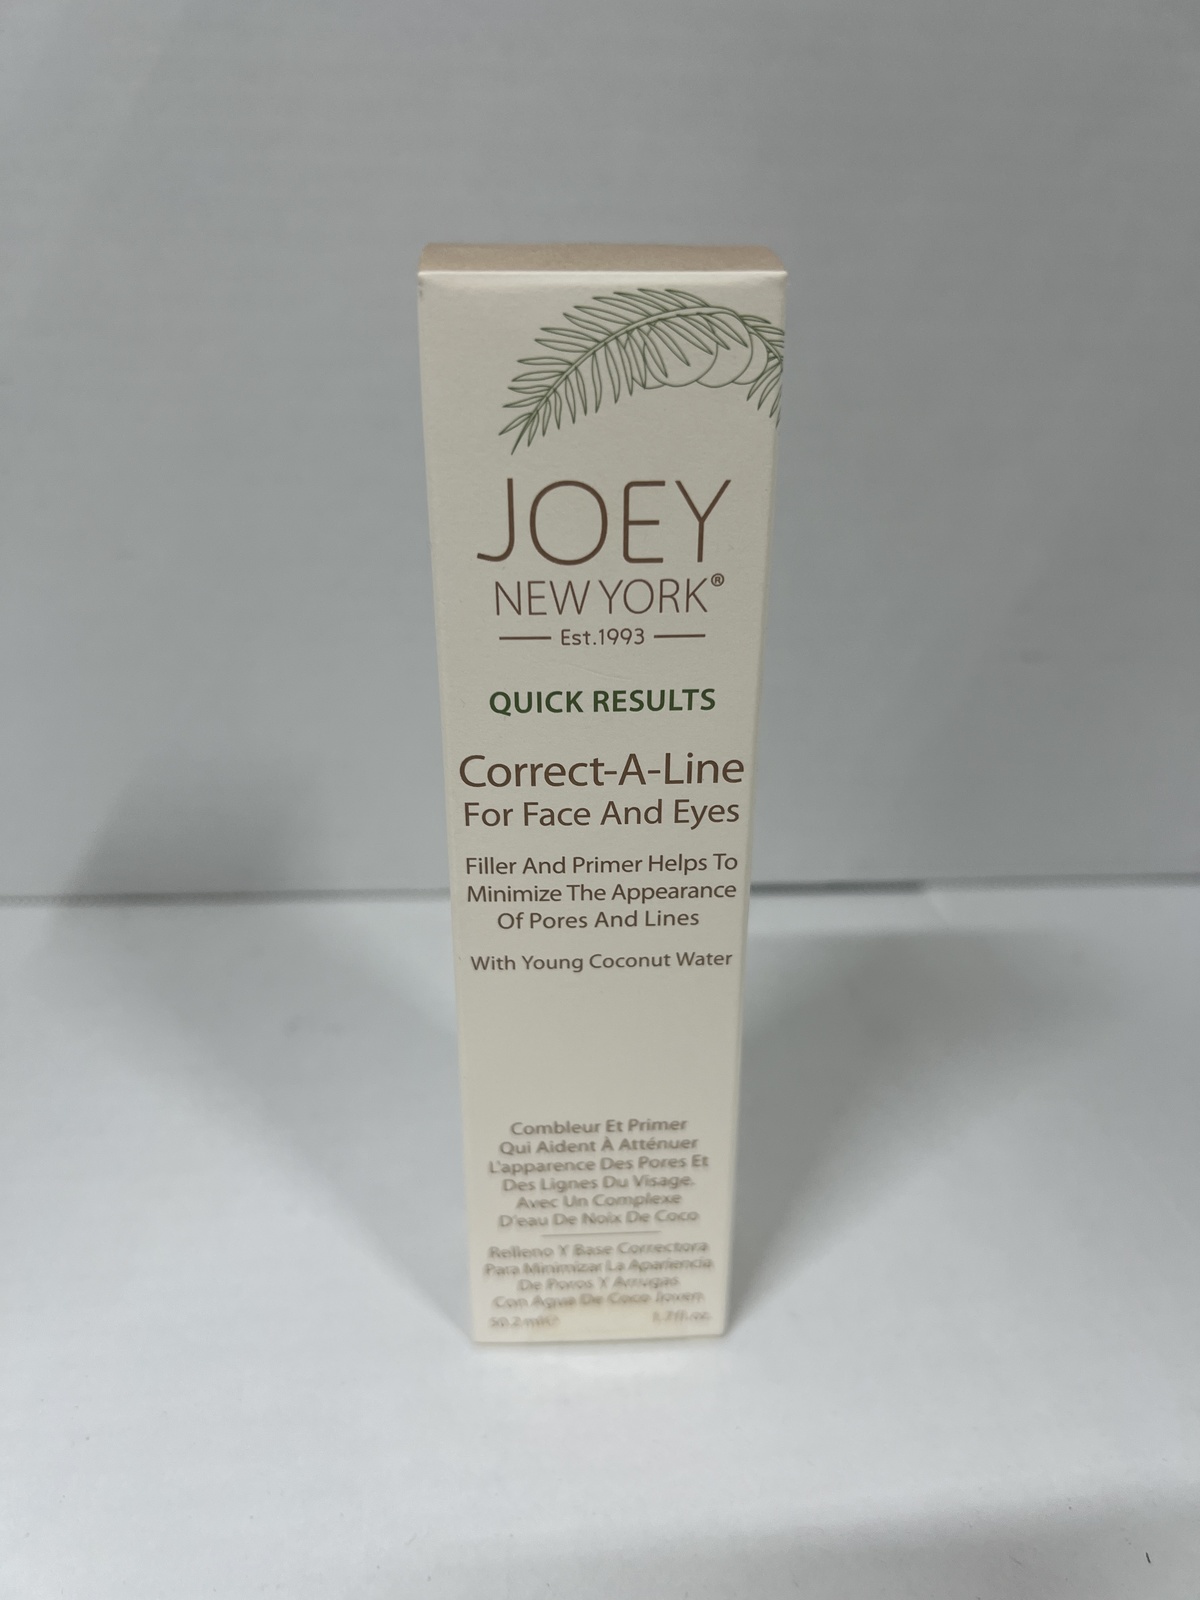 JOEY
NEW YORK®
Est.1993
QUICK RESULTS
Correct-A-Line
For Face And Eyes
Filler And Primer Helps To
Minimize The Appearance
Of Pores And Lines
With Young Coconut Water
Combleur Et Primer
Qui Aident À Atténuer
L'apparence Des Pores Et
Des Lignes Du Visage.
Avec Un Complexe
D'eau De Noix De Coco
Relleno Y Base Correctora
Para Minimizar La Apariencia
De Poros Y Arrugas
Con Agua De Coco Joven
1.7fl.oz.